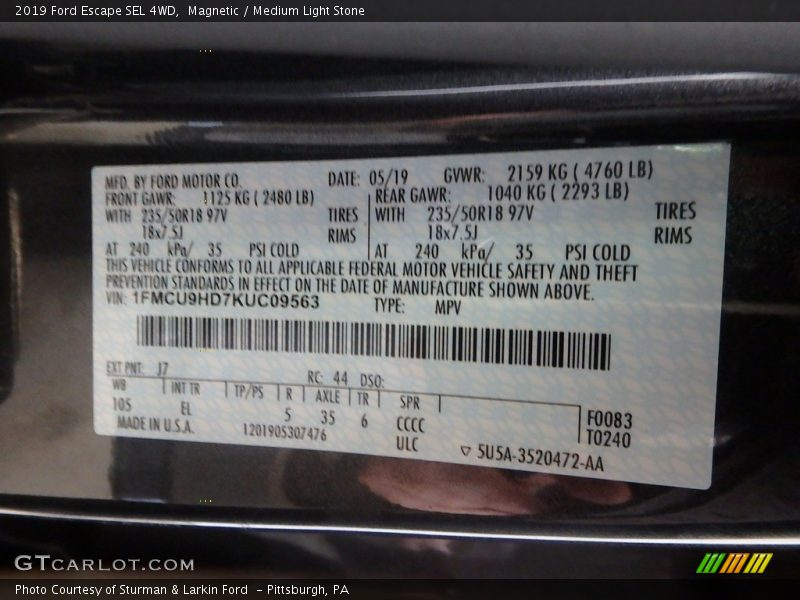 2019 Ford Escape SEL 4WD, Magnetic / Medium Light Stone
MFD. BY FORD MOTOR CO. DATE: 05/19 GVWR: 2159 KG ( 4760 LB)
FRONT GAWR: 1125 KG ( 2480 LB) REAR GAWR: 1040 KG ( 2293 LB)
WITH 235/50R18 97V TIRES WITH 235/50R18 97V TIRES
18x7.5J RIMS 18x7.5J RIMS
AT 240 kPa/ 35 PSI COLD AT 240 kPa/ 35 PSI COLD
THIS VEHICLE CONFORMS TO ALL APPLICABLE FEDERAL MOTOR VEHICLE SAFETY AND THEFT
PREVENTION STANDARDS IN EFFECT ON THE DATE OF MANUFACTURE SHOWN ABOVE.
VIN: 1FMCU9HD7KUC09563 TYPE: MPV
EXT PNT: J7 RC: 44 DSO:
WB INT TR TP/PS R AXLE TR SPR
105 EL 5 35 6 CCCC F0083
MADE IN U.S.A. 1201905307476 ULC T0240
▽ 5U5A-3520472-AA
GTCARLOT.COM
Photo Courtesy of Sturman & Larkin Ford - Pittsburgh, PA